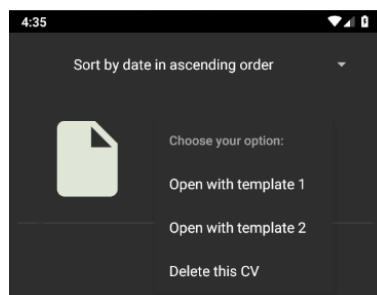 4:35
Sort by date in ascending order
Choose your option:
Open with template 1
Open with template 2
Delete this CV